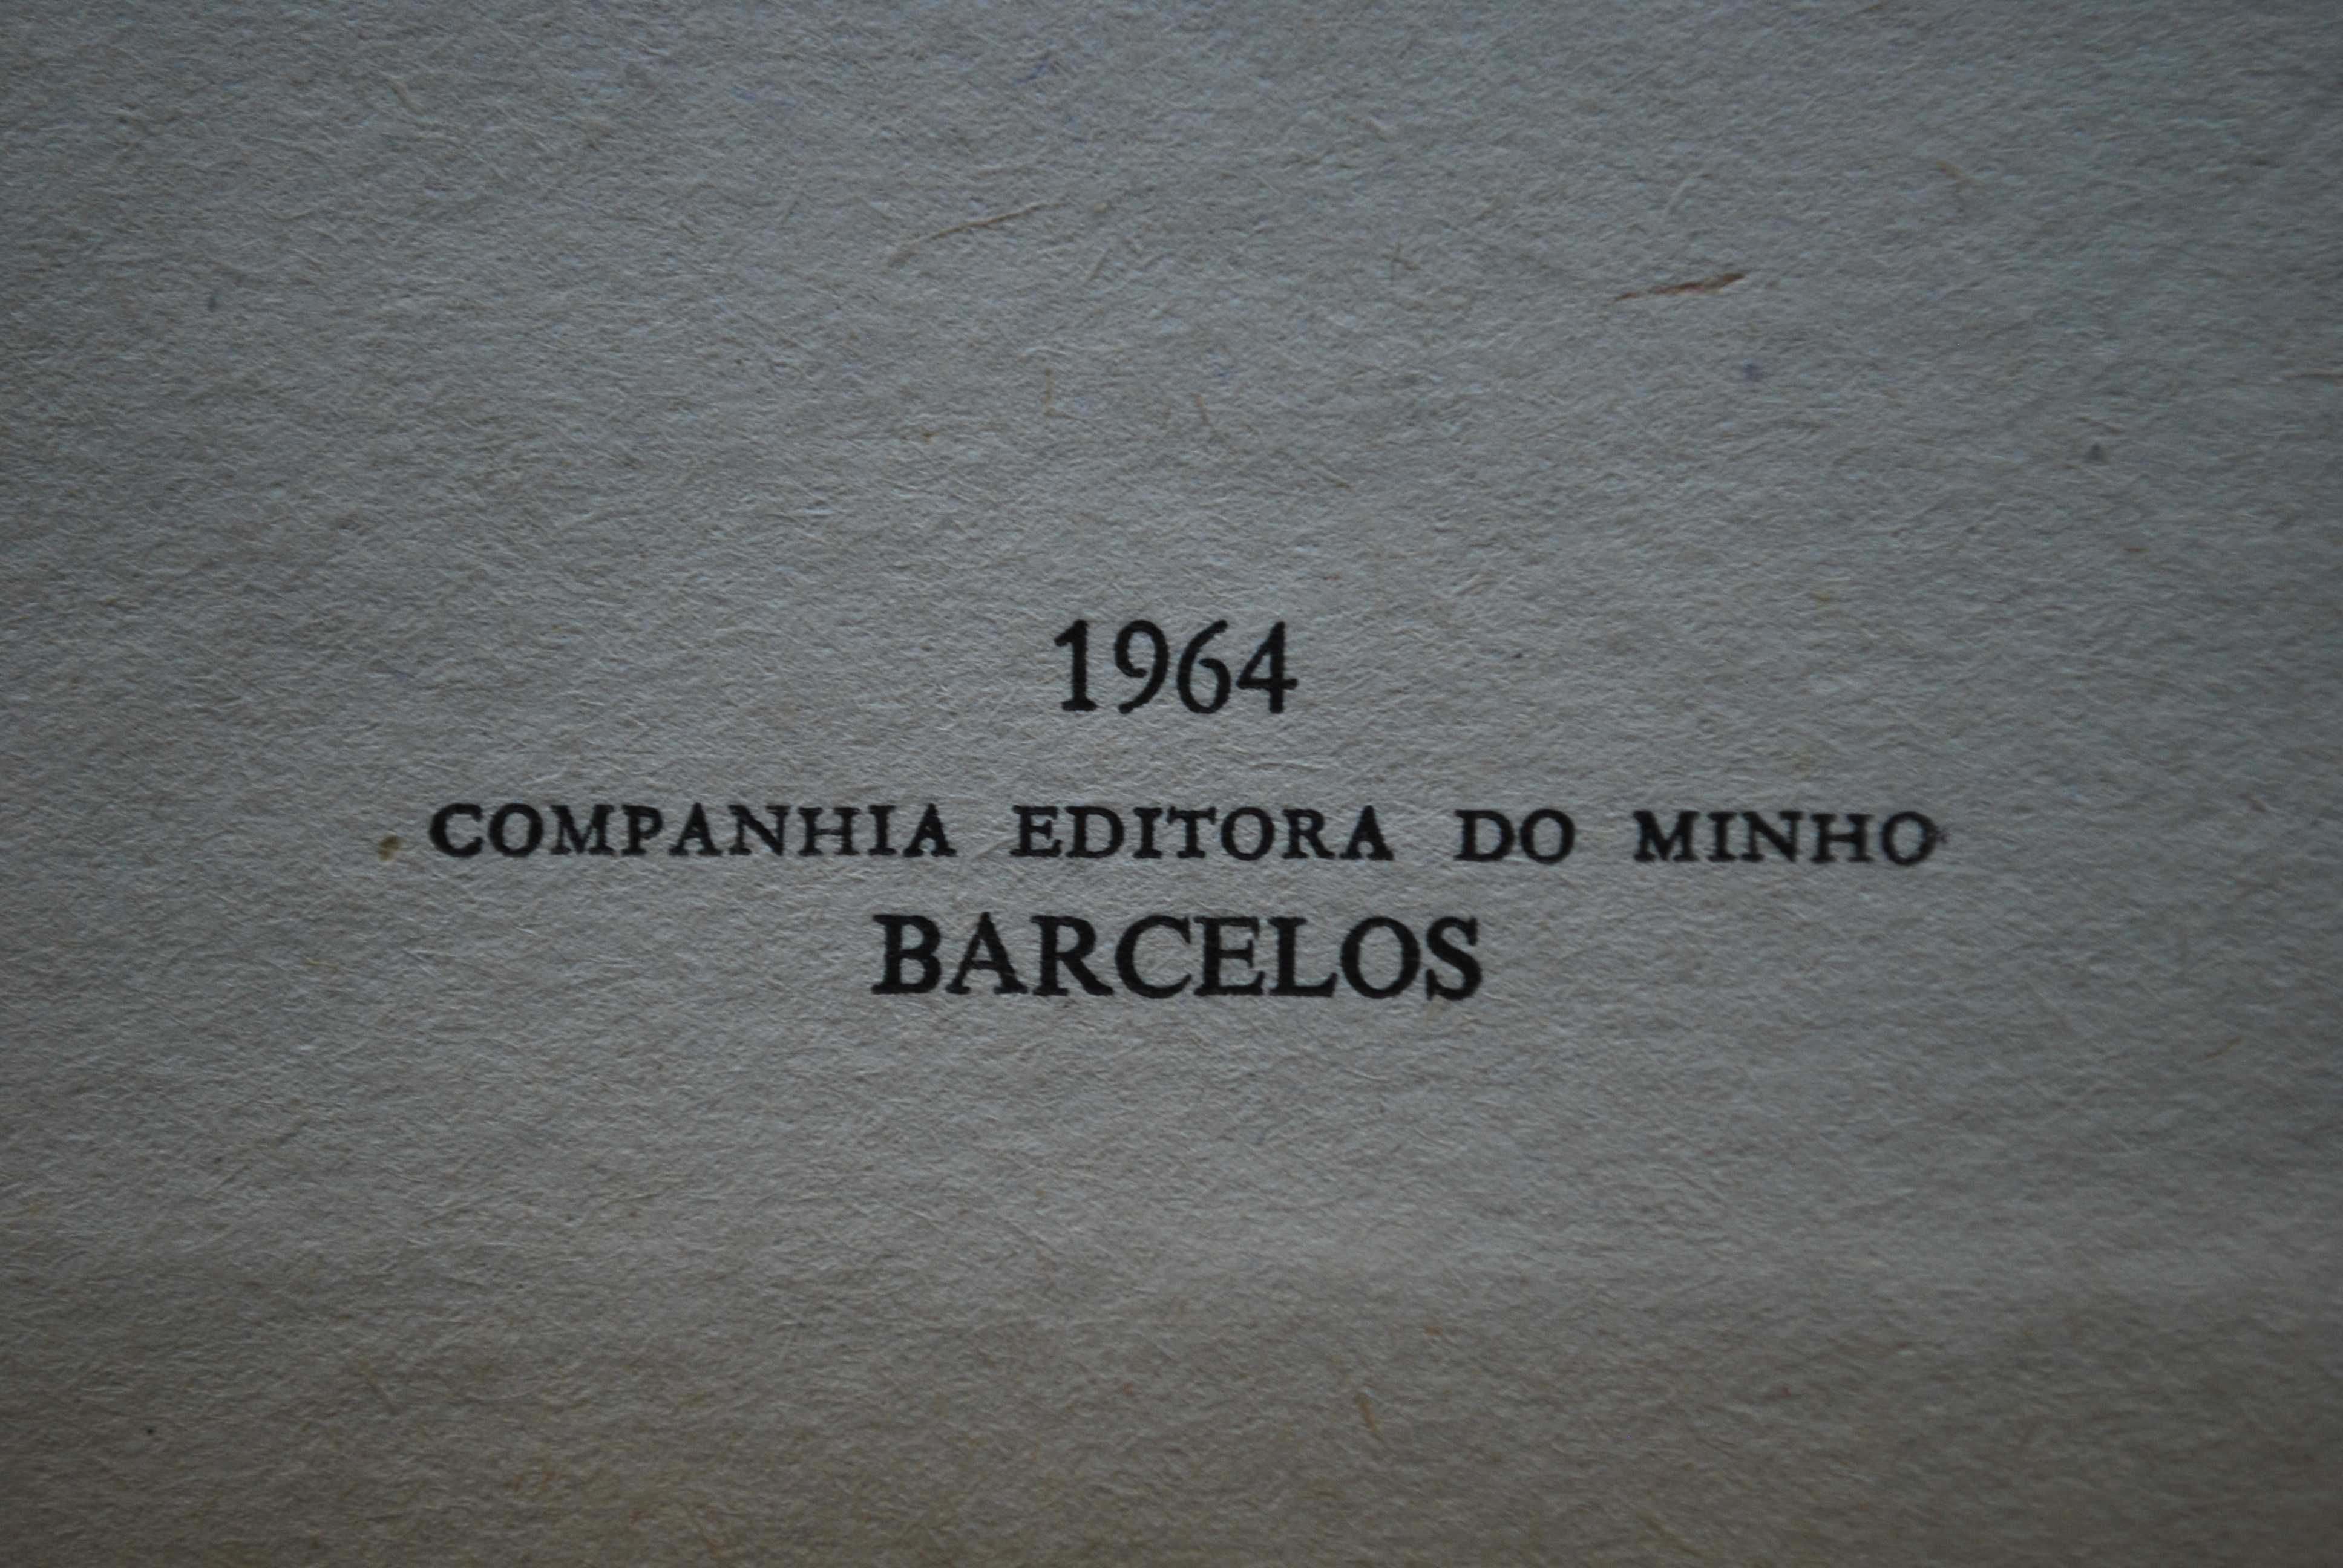 1964
COMPANHIA EDITORA DO MINHO
BARCELOS